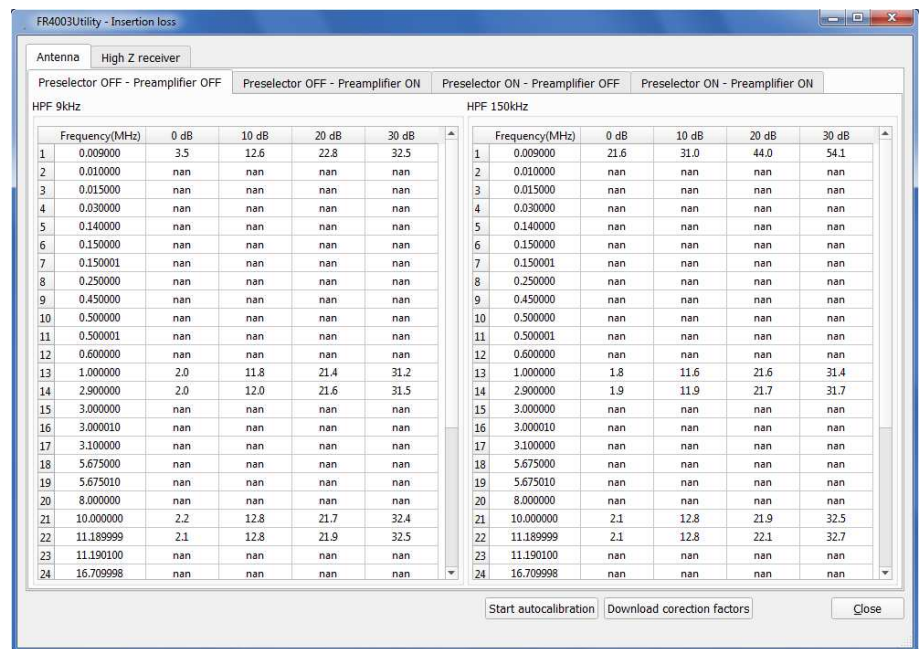 FR4003Utility - Insertion loss
Antenna High Z receiver
Preselector OFF - Preamplifier OFF Preselector OFF - Preamplifier ON Preselector ON - Preamplifier OFF Preselector ON - Preamplifier ON
HPF 9kHz HPF 150kHz
Frequency(MHz) 0 dB 10 dB 20 dB 30 dB Frequency(MHz) 0 dB 10 dB 20 dB 30 dB
1 0.009000 3.5 12.6 22.8 32.5 1 0.009000 21.6 31.0 44.0 54.1
2 0.010000 nan nan nan nan 2 0.010000 nan nan nan nan
3 0.015000 nan nan nan nan 3 0.015000 nan nan nan nan
4 0.030000 nan nan nan nan 4 0.030000 nan nan nan nan
5 0.140000 nan nan nan nan 5 0.140000 nan nan nan nan
6 0.150000 nan nan nan nan 6 0.150000 nan nan nan nan
7 0.150001 nan nan nan nan 7 0.150001 nan nan nan nan
8 0.250000 nan nan nan nan 8 0.250000 nan nan nan nan
9 0.450000 nan nan nan nan 9 0.450000 nan nan nan nan
10 0.500000 nan nan nan nan 10 0.500000 nan nan nan nan
11 0.500001 nan nan nan nan 11 0.500001 nan nan nan nan
12 0.600000 nan nan nan nan 12 0.600000 nan nan nan nan
13 1.000000 2.0 11.8 21.4 31.2 13 1.000000 1.8 11.6 21.6 31.4
14 2.900000 2.0 12.0 21.6 31.5 14 2.900000 1.9 11.9 21.7 31.7
15 3.000000 nan nan nan nan 15 3.000000 nan nan nan nan
16 3.000010 nan nan nan nan 16 3.000010 nan nan nan nan
17 3.100000 nan nan nan nan 17 3.100000 nan nan nan nan
18 5.675000 nan nan nan nan 18 5.675000 nan nan nan nan
19 5.675010 nan nan nan nan 19 5.675010 nan nan nan nan
20 8.000000 nan nan nan nan 20 8.000000 nan nan nan nan
21 10.000000 2.2 12.8 21.7 32.4 21 10.000000 2.1 12.8 21.9 32.5
22 11.189999 2.1 12.8 21.9 32.5 22 11.189999 2.1 12.8 22.1 32.7
23 11.190100 nan nan nan nan 23 11.190100 nan nan nan nan
24 16.709998 nan nan nan nan 24 16.709998 nan nan nan nan
Start autocalibration Download corection factors Close